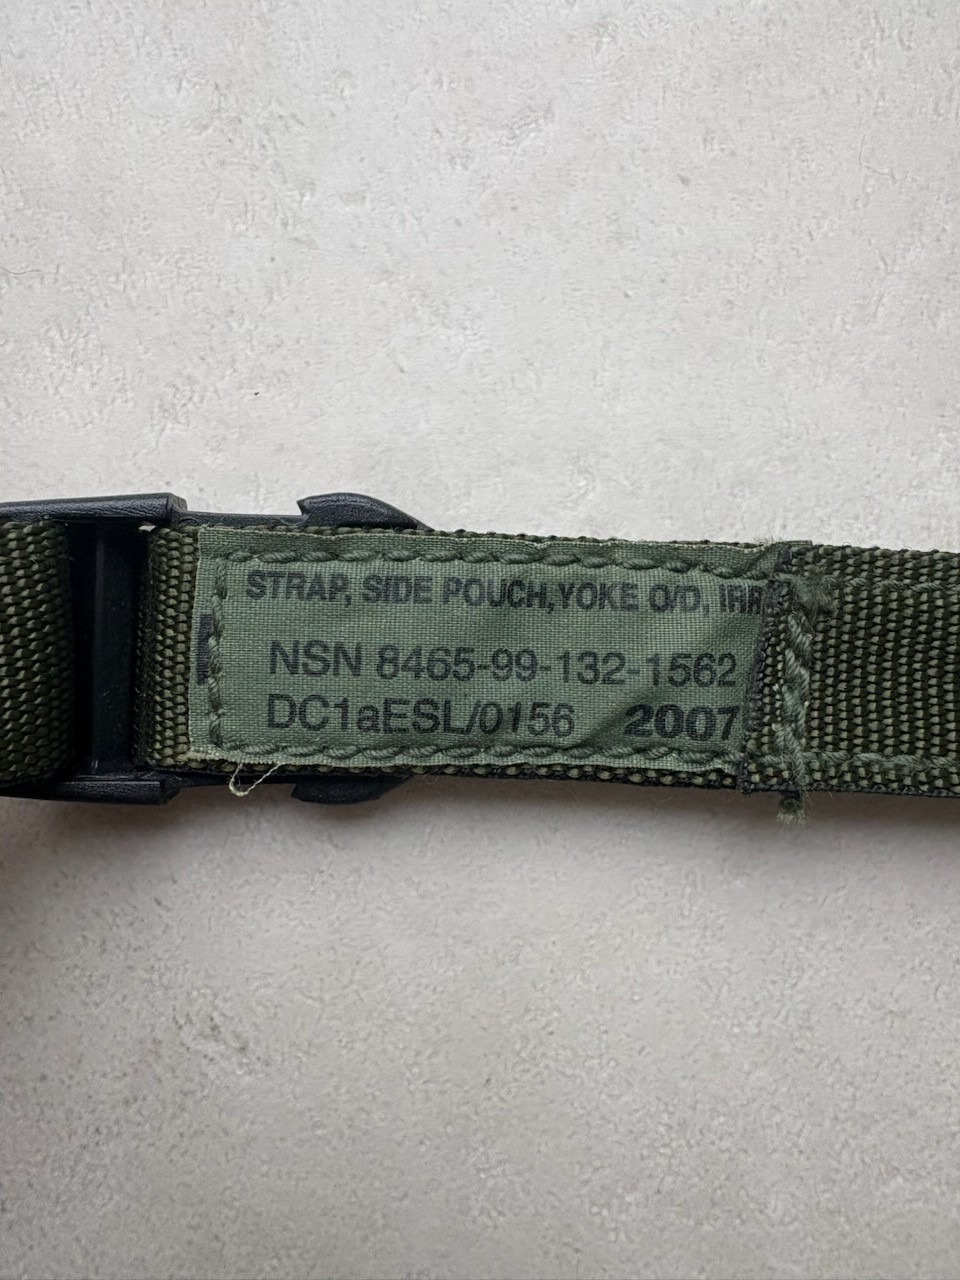 STRAP, SIDE POUCH,YOKE O/D, IRR
NSN 8465-99-132-1562
DC1aESL/0156 2007